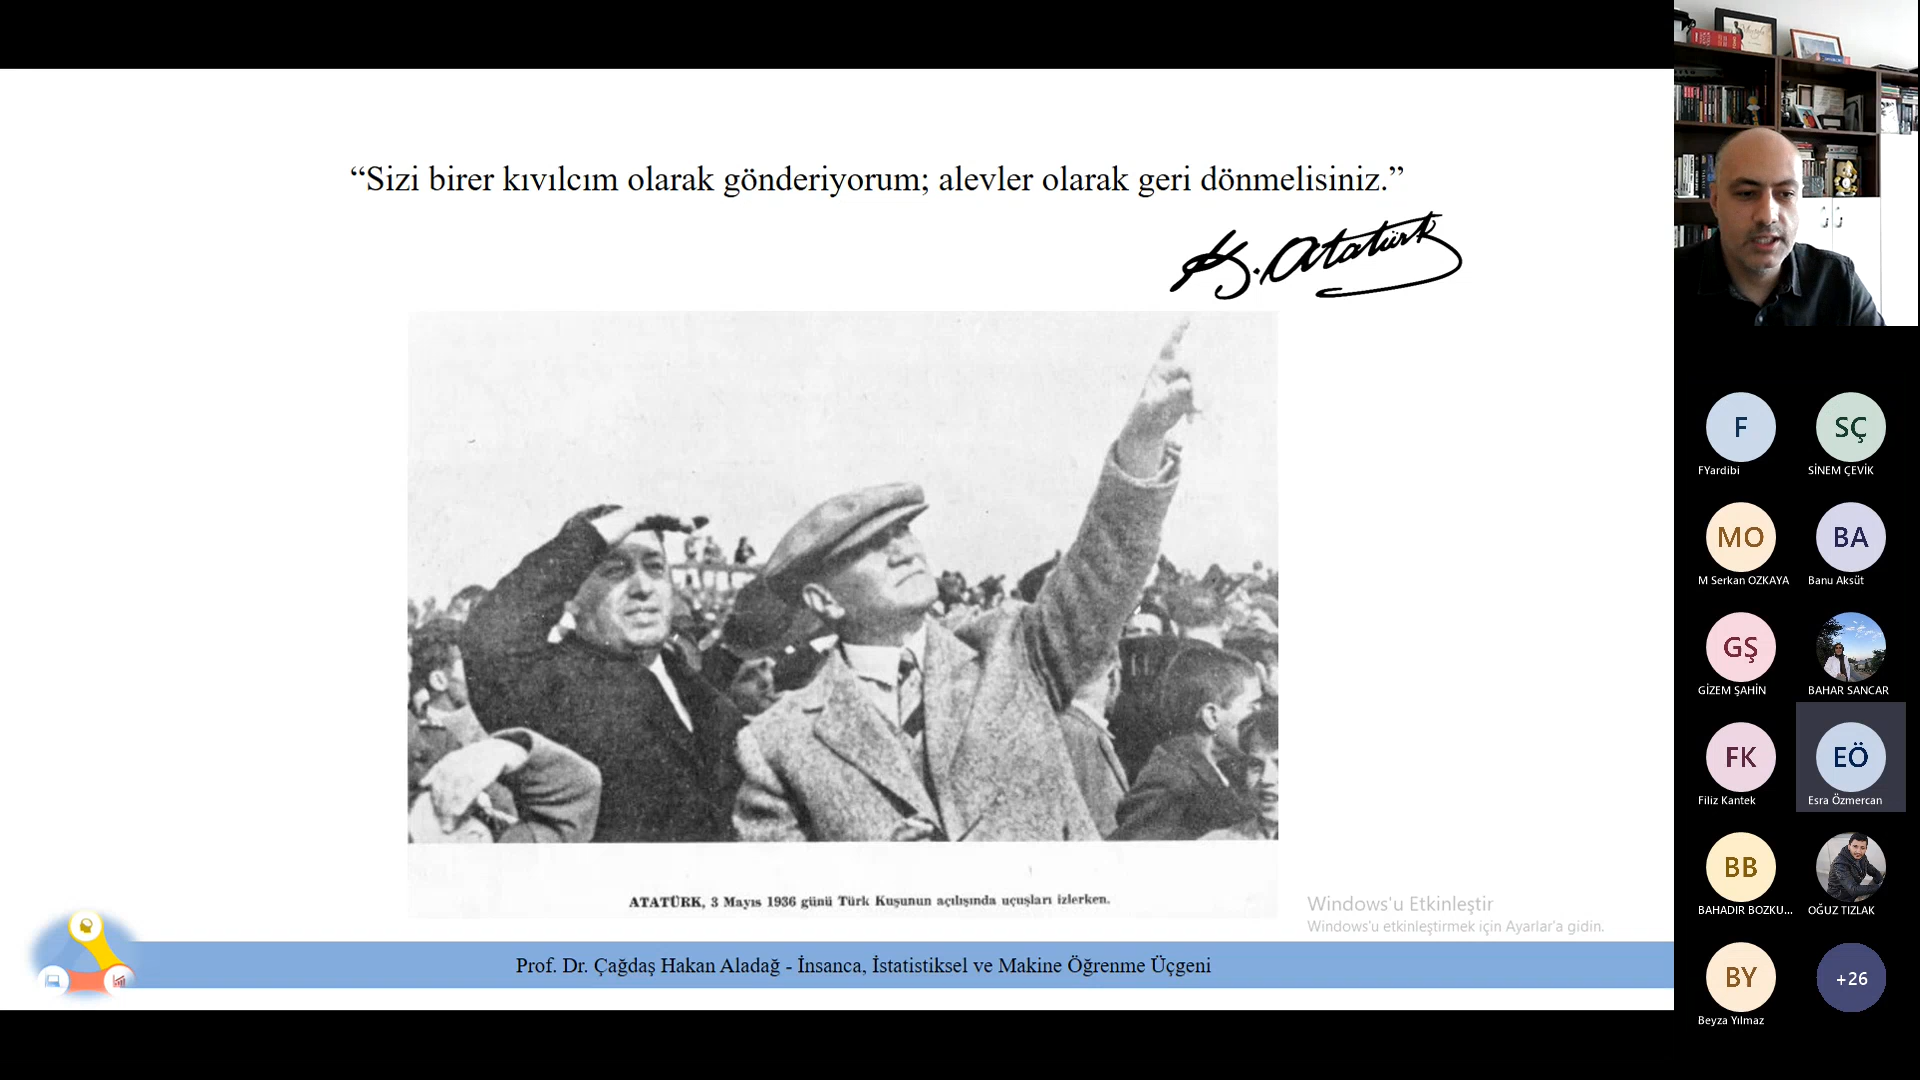 “Sizi birer kıvılcım olarak gönderiyorum; alevler olarak geri dönmelisiniz.”
K. Atatürk
ATATÜRK, 3 Mayıs 1936 günü Türk Kuşunun açılışında uçuşları izlerken.
Windows'u Etkinleştir
Windows'u etkinleştirmek için Ayarlar'a gidin.
Prof. Dr. Çağdaş Hakan Aladağ - İnsanca, İstatistiksel ve Makine Öğrenme Üçgeni
F
SÇ
FYardibi
SİNEM ÇEVİK
MO
BA
M Serkan OZKAYA
Banu Aksüt
GŞ
GİZEM ŞAHİN
BAHAR SANCAR
FK
EÖ
Filiz Kantek
Esra Özmercan
BB
BAHADIR BOZKU...
OĞUZ TIZLAK
BY
+26
Beyza Yılmaz